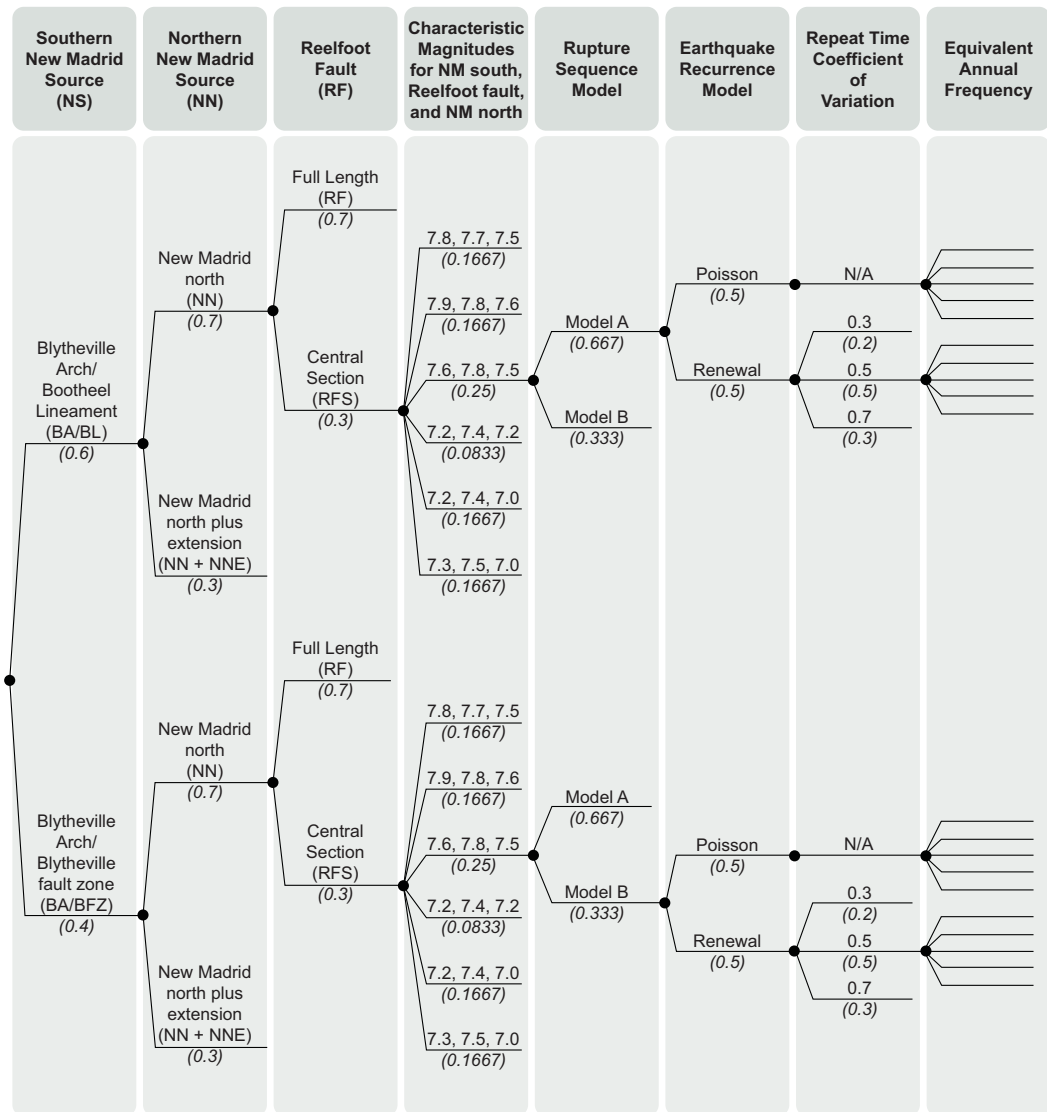 Southern
New Madrid
Source
(NS)
Northern
New Madrid
Source
(NN)
Reelfoot
Fault
(RF)
Characteristic
Magnitudes
for NM south,
Reelfoot fault,
and NM north
Rupture
Sequence
Model
Earthquake
Recurrence
Model
Repeat Time
Coefficient
of
Variation
Equivalent
Annual
Frequency
Blytheville
Arch/
Bootheel
Lineament
(BA/BL)
(0.6)
New Madrid
north
(NN)
(0.7)
New Madrid
north plus
extension
(NN + NNE)
(0.3)
Full Length
(RF)
(0.7)
Central
Section
(RFS)
(0.3)
7.8, 7.7, 7.5
(0.1667)
7.9, 7.8, 7.6
(0.1667)
7.6, 7.8, 7.5
(0.25)
7.2, 7.4, 7.2
(0.0833)
7.2, 7.4, 7.0
(0.1667)
7.3, 7.5, 7.0
(0.1667)
Model A
(0.667)
Model B
(0.333)
Poisson
(0.5)
Renewal
(0.5)
N/A
0.3
(0.2)
0.5
(0.5)
0.7
(0.3)
Blytheville
Arch/
Blytheville
fault zone
(BA/BFZ)
(0.4)
New Madrid
north
(NN)
(0.7)
New Madrid
north plus
extension
(NN + NNE)
(0.3)
Full Length
(RF)
(0.7)
Central
Section
(RFS)
(0.3)
7.8, 7.7, 7.5
(0.1667)
7.9, 7.8, 7.6
(0.1667)
7.6, 7.8, 7.5
(0.25)
7.2, 7.4, 7.2
(0.0833)
7.2, 7.4, 7.0
(0.1667)
7.3, 7.5, 7.0
(0.1667)
Model A
(0.667)
Model B
(0.333)
Poisson
(0.5)
Renewal
(0.5)
N/A
0.3
(0.2)
0.5
(0.5)
0.7
(0.3)